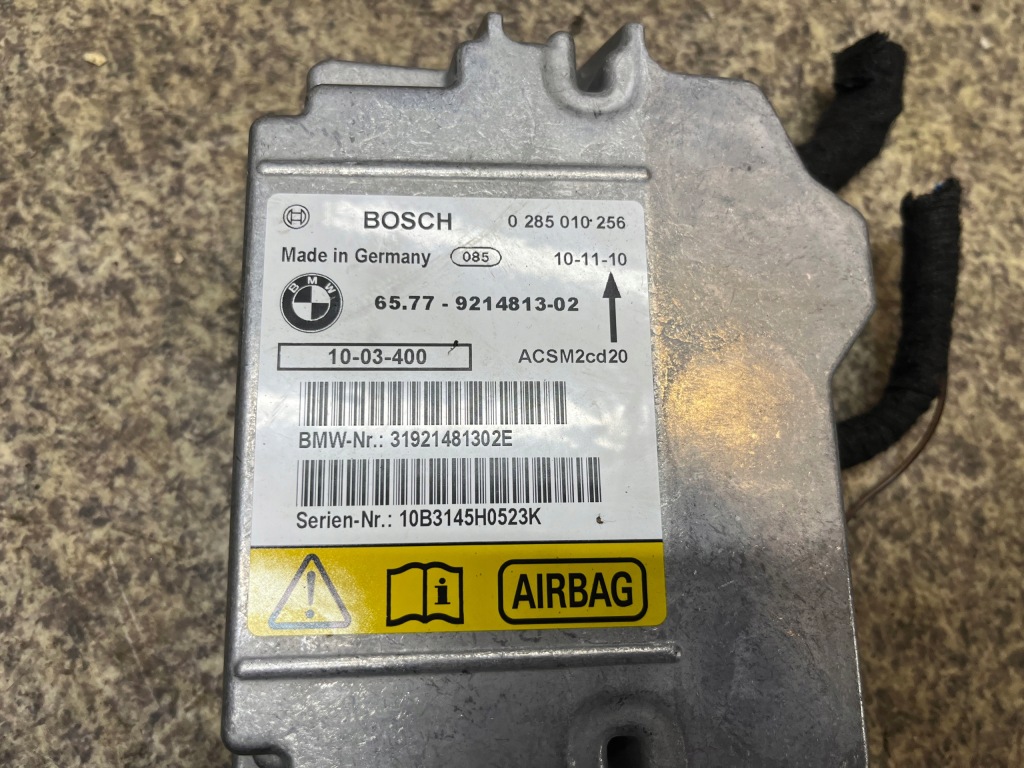 BOSCH 0 285 010 256
Made in Germany 085 10-11-10
BMW 65.77 - 9214813-02
10-03-400 ACSM2cd20
BMW-Nr.: 31921481302E
Serien-Nr.: 10B3145H0523K
! i AIRBAG